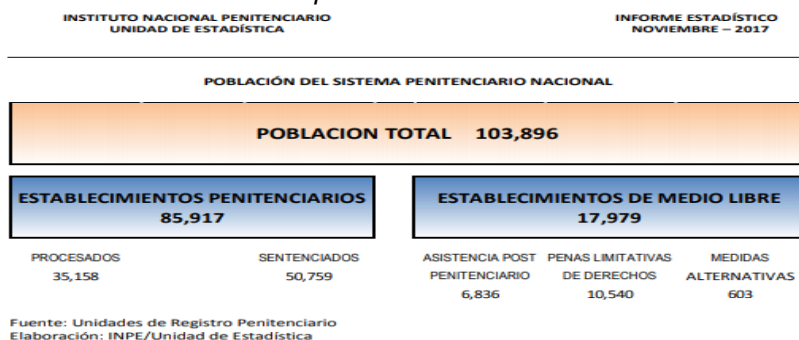 INSTITUTO NACIONAL PENITENCIARIO
UNIDAD DE ESTADÍSTICA
INFORME ESTADÍSTICO
NOVIEMBRE – 2017
POBLACIÓN DEL SISTEMA PENITENCIARIO NACIONAL
POBLACION TOTAL 103,896
ESTABLECIMIENTOS PENITENCIARIOS
85,917
ESTABLECIMIENTOS DE MEDIO LIBRE
17,979
PROCESADOS
35,158
SENTENCIADOS
50,759
ASISTENCIA POST
PENITENCIARIO
6,836
PENAS LIMITATIVAS
DE DERECHOS
10,540
MEDIDAS
ALTERNATIVAS
603
Fuente: Unidades de Registro Penitenciario
Elaboración: INPE/Unidad de Estadística